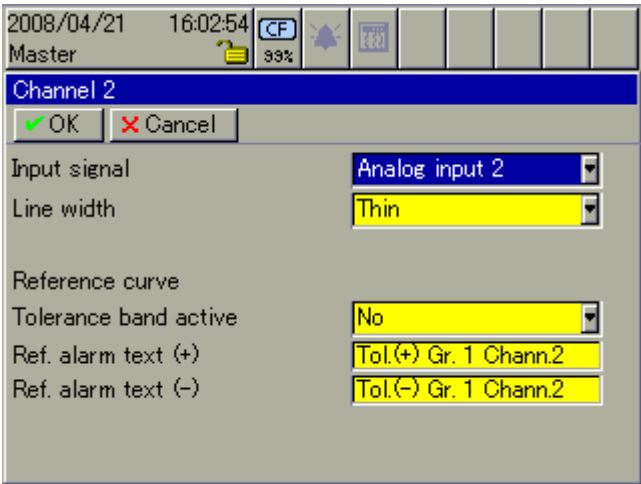 2008/04/21 16:02:54 CF
Master 99%
Channel 2
OK Cancel
Input signal Analog input 2
Line width Thin
Reference curve
Tolerance band active No
Ref. alarm text (+) Tol.(+) Gr. 1 Chann.2
Ref. alarm text (-) Tol.(-) Gr. 1 Chann.2